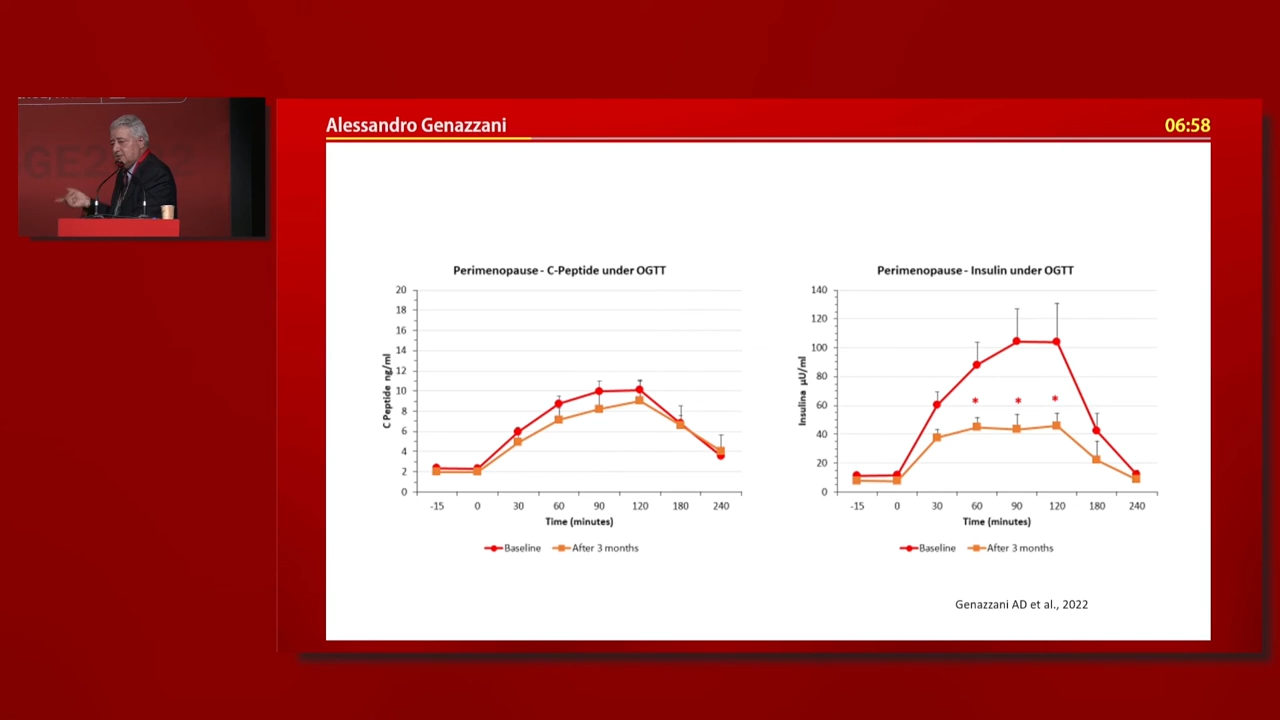 GE2
Alessandro Genazzani
06:58
Perimenopause - C-Peptide under OGTT
C Peptide ng/ml
20
18
16
14
12
10
8
6
4
2
0
-15 0 30 60 90 120 180 240
Time (minutes)
Baseline After 3 months
Perimenopause - Insulin under OGTT
Insulina µU/ml
140
120
100
80
60
40
20
0
* * *
-15 0 30 60 90 120 180 240
Time (minutes)
Baseline After 3 months
Genazzani AD et al., 2022